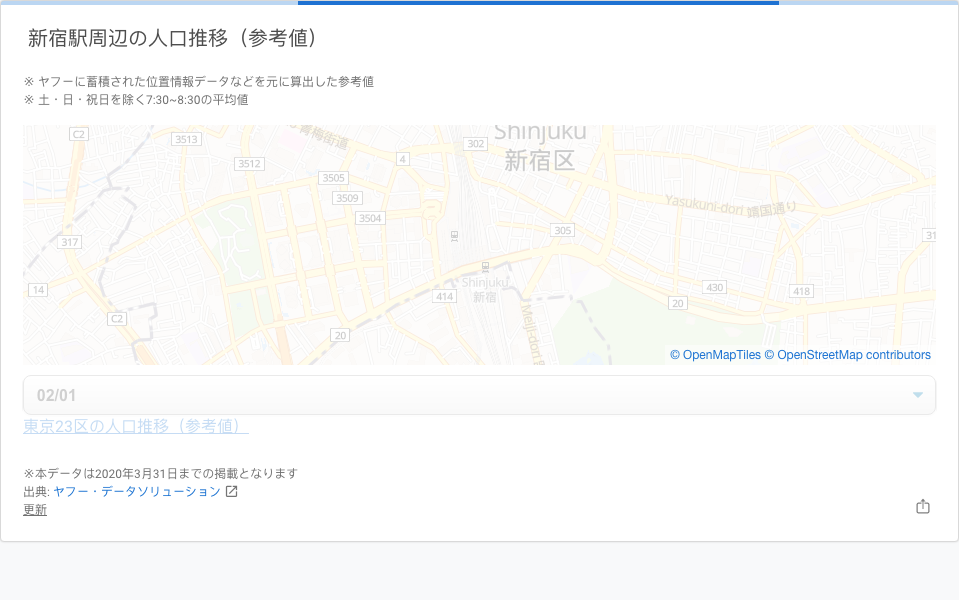 新宿駅周辺の人口推移（参考値）
※ ヤフーに蓄積された位置情報データなどを元に算出した参考値
※ 土・日・祝日を除く7:30~8:30の平均値
C2
3513
青梅街道
302
Shinjuku
新宿区
4
3512
3505
3509
3504
Yasukuni-dori 靖国通り
317
305
31
14
Shinjuku
新宿
414
430
418
20
C2
20
Meiji-dori
© OpenMapTiles © OpenStreetMap contributors
02/01
東京23区の人口推移（参考値）
※本データは2020年3月31日までの掲載となります
出典: ヤフー・データソリューション
更新